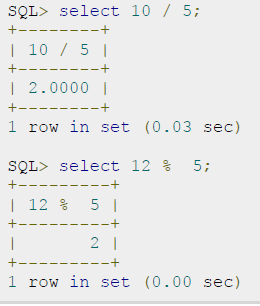 SQL> select 10 / 5;
+--------+
| 10 / 5 |
+--------+
| 2.0000 |
+--------+
1 row in set (0.03 sec)

SQL> select 12 %  5;
+---------+
| 12 %  5 |
+---------+
|       2 |
+---------+
1 row in set (0.00 sec)